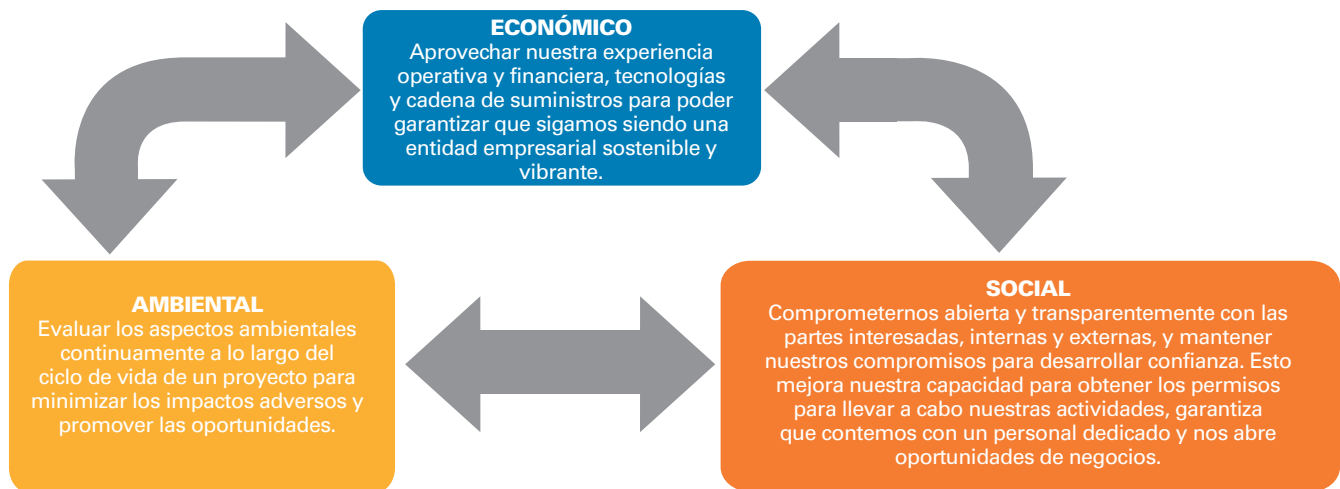 ECONÓMICO
Aprovechar nuestra experiencia
operativa y financiera, tecnologías
y cadena de suministros para poder
garantizar que sigamos siendo una
entidad empresarial sostenible y
vibrante.
AMBIENTAL
Evaluar los aspectos ambientales
continuamente a lo largo del
ciclo de vida de un proyecto para
minimizar los impactos adversos y
promover las oportunidades.
SOCIAL
Comprometernos abierta y transparentemente con las
partes interesadas, internas y externas, y mantener
nuestros compromisos para desarrollar confianza. Esto
mejora nuestra capacidad para obtener los permisos
para llevar a cabo nuestras actividades, garantiza
que contemos con un personal dedicado y nos abre
oportunidades de negocios.